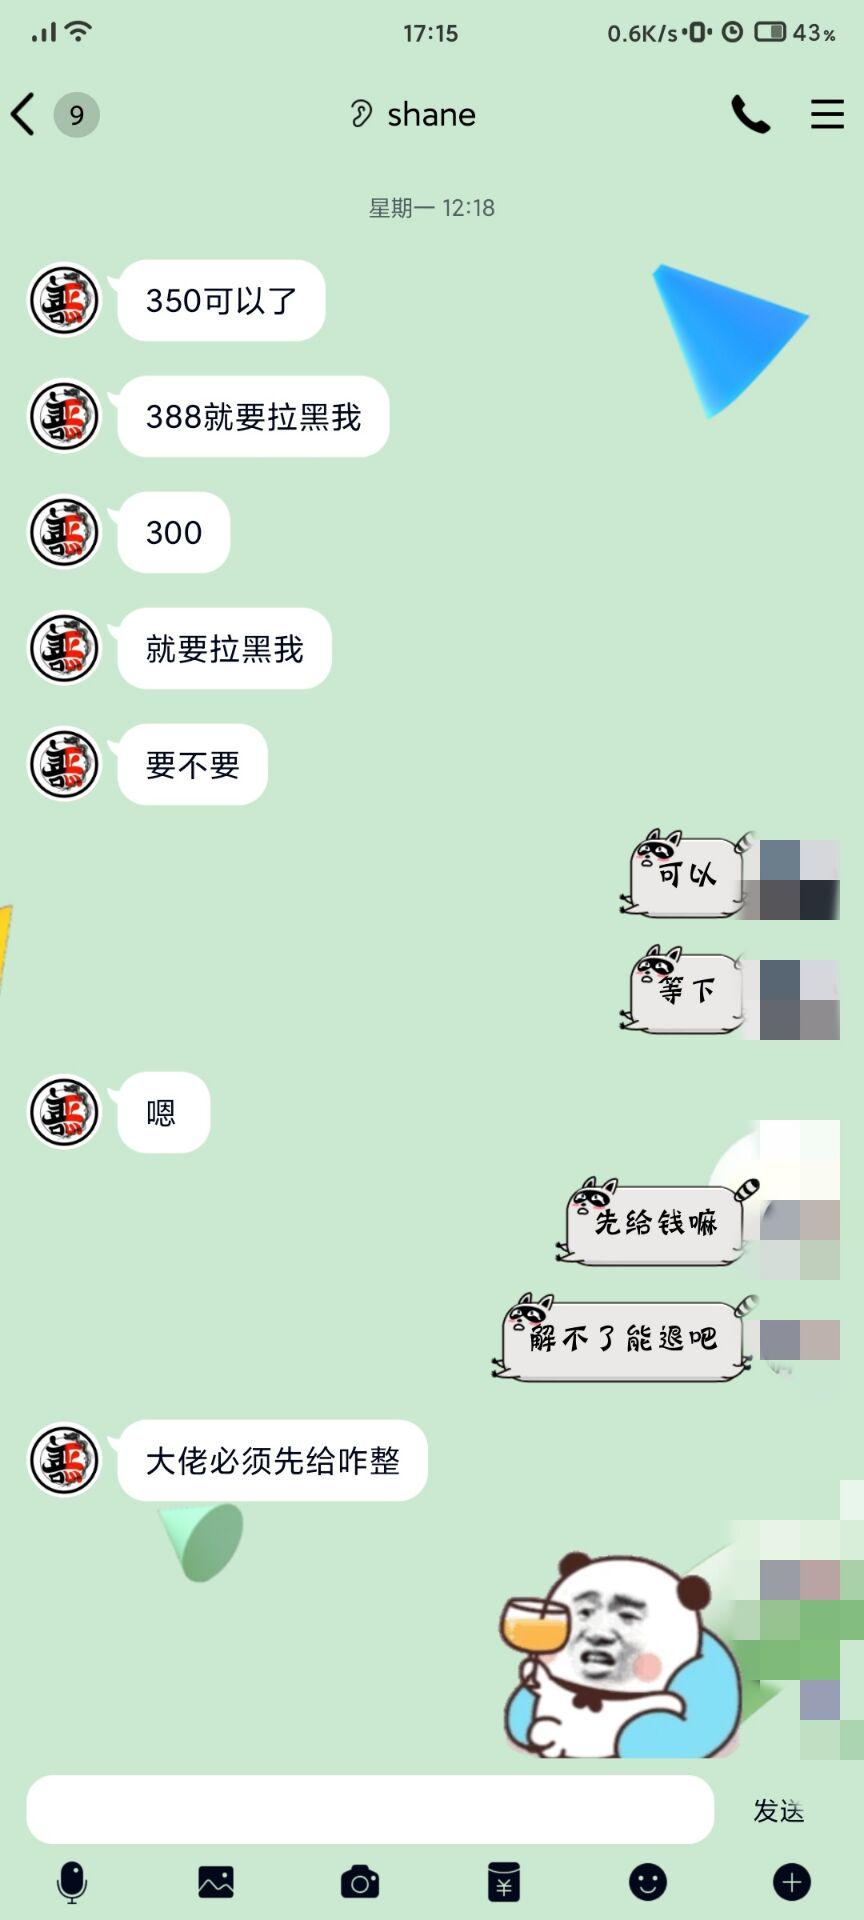 17:15
0.6K/s
43%
9
shane
星期一 12:18
350可以了
388就要拉黑我
300
就要拉黑我
要不要
可以
等下
嗯
先给钱嘛
解不了能退吧
大佬必须先给咋整
发送